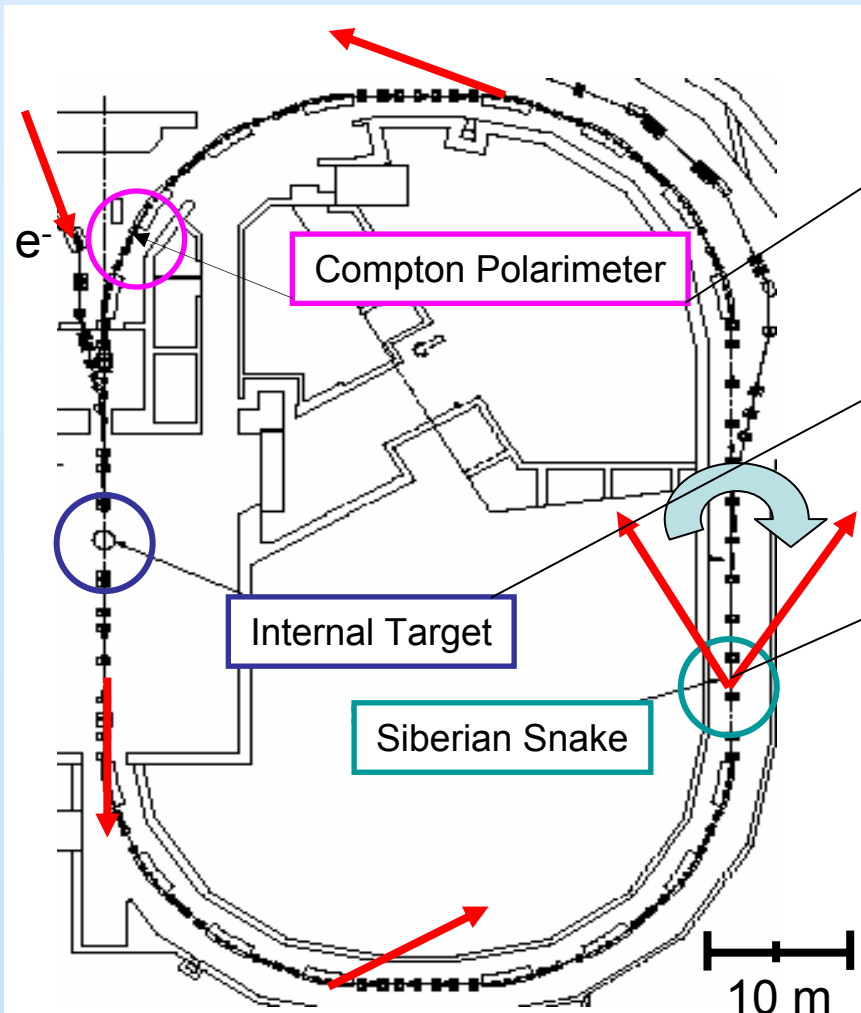 e-
Compton Polarimeter
Internal Target
Siberian Snake
10 m